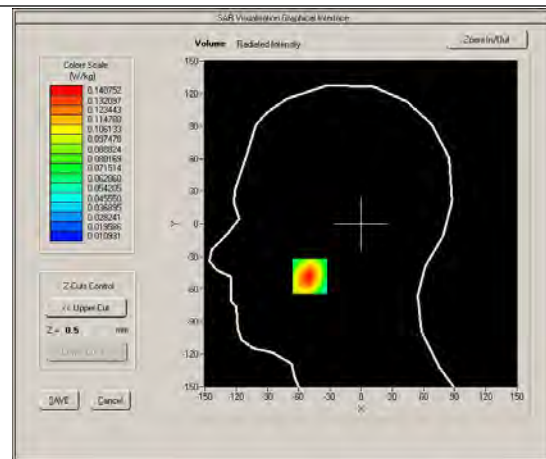 SAR Visualisation Graphical Interface
Volume Radiated Intensity
Zoom In/Out
Colors Scale
(W/kg)
0.140752
0.132097
0.123443
0.114788
0.106133
0.097478
0.088824
0.080169
0.071514
0.062860
0.054205
0.045550
0.036895
0.028241
0.019586
0.010931
Z-Cuts Control
<< Upper Cut
Z = 0.5 mm
SAVE
Cancel
150
120
90
60
30
0
-30
-60
-90
-120
-150
Y
-150 -120 -90 -60 -30 0 30 60 90 120 150
X